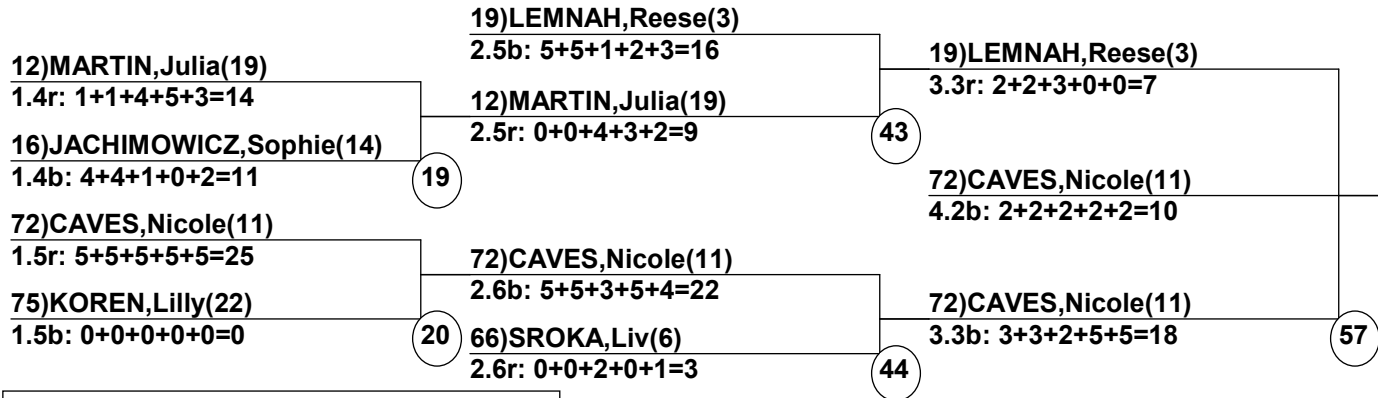 12)MARTIN,Julia(19)
1.4r: 1+1+4+5+3=14
16)JACHIMOWICZ,Sophie(14)
1.4b: 4+4+1+0+2=11
19
72)CAVES,Nicole(11)
1.5r: 5+5+5+5+5=25
75)KOREN,Lilly(22)
1.5b: 0+0+0+0+0=0
20
19)LEMNAH,Reese(3)
2.5b: 5+5+1+2+3=16
12)MARTIN,Julia(19)
2.5r: 0+0+4+3+2=9
43
72)CAVES,Nicole(11)
2.6b: 5+5+3+5+4=22
66)SROKA,Liv(6)
2.6r: 0+0+2+0+1=3
44
19)LEMNAH,Reese(3)
3.3r: 2+2+3+0+0=7
72)CAVES,Nicole(11)
4.2b: 2+2+2+2+2=10
72)CAVES,Nicole(11)
3.3b: 3+3+2+5+5=18
57